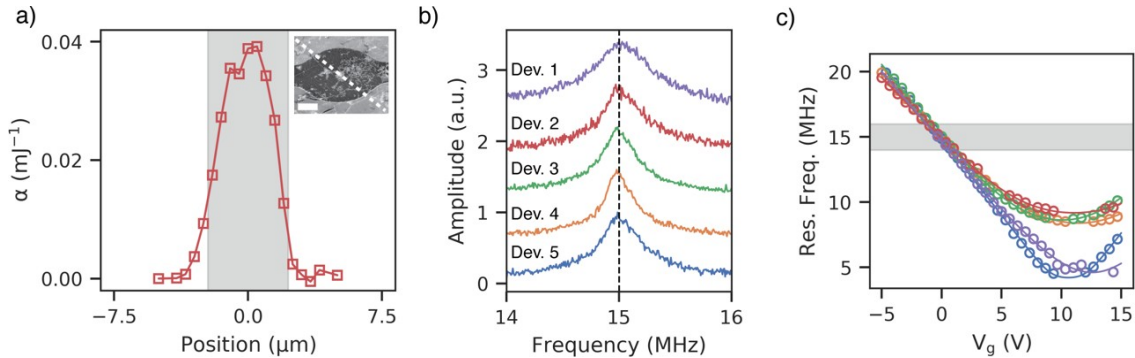 a)
α (mJ⁻¹)
0.04
0.02
0.00
−7.5
0.0
7.5
Position (μm)
b)
Amplitude (a.u.)
3
2
1
0
Dev. 1
Dev. 2
Dev. 3
Dev. 4
Dev. 5
14
15
16
Frequency (MHz)
c)
Res. Freq. (MHz)
20
15
10
5
−5
0
5
10
15
Vg (V)